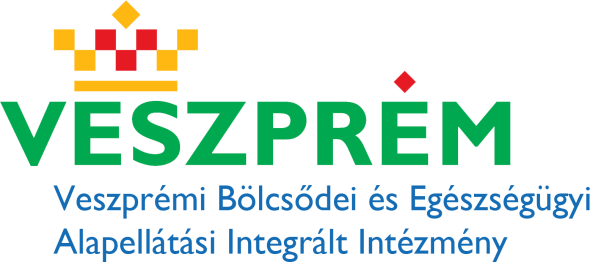 VESZPRÉM
Veszprémi Bölcsődei és Egészségügyi
Alapellátási Integrált Intézmény